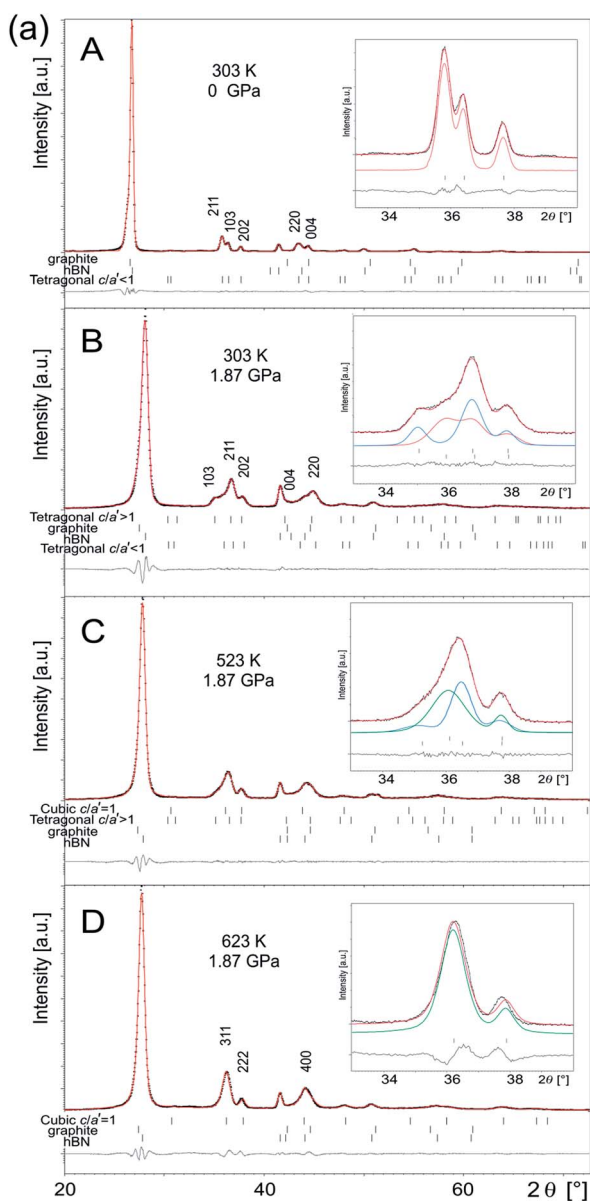 (a)
A
303 K
0 GPa
Intensity [a.u.]
211
103
202
220
004
Intensity [a.u.]
34
36
38
2θ [°]
graphite
hBN
Tetragonal c/a′<1
B
303 K
1.87 GPa
Intensity [a.u.]
103
211
202
004
220
Intensity [a.u.]
34
36
38
2θ [°]
Tetragonal c/a′>1
graphite
hBN
Tetragonal c/a′<1
C
523 K
1.87 GPa
Intensity [a.u.]
Intensity [a.u.]
34
36
38
2θ [°]
Cubic c/a′=1
Tetragonal c/a′>1
graphite
hBN
D
623 K
1.87 GPa
Intensity [a.u.]
311
222
400
Intensity [a.u.]
34
36
38
2θ [°]
Cubic c/a′=1
graphite
hBN
20
40
60
2θ [°]